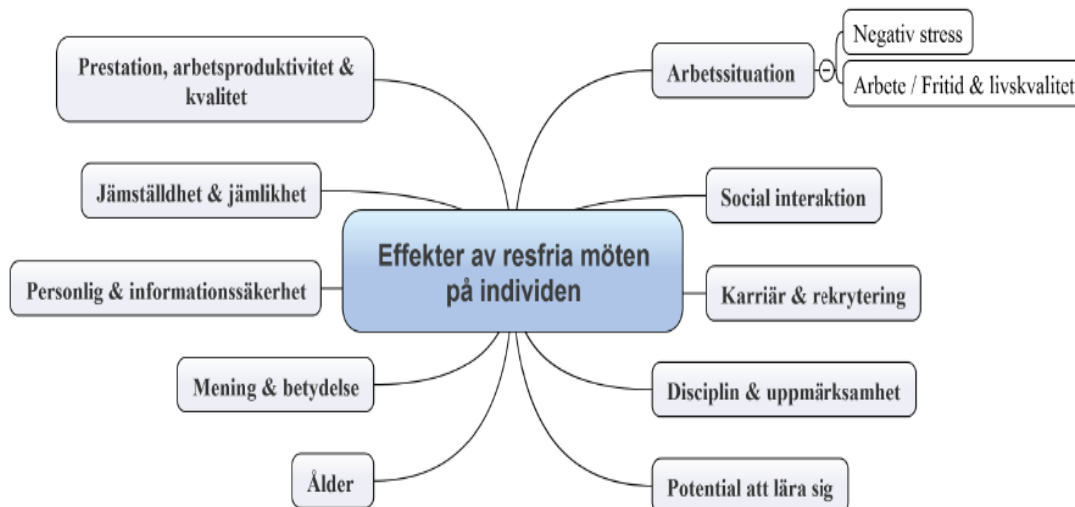 Prestation, arbetsproduktivitet &
kvalitet
Jämställdhet & jämlikhet
Personlig & informationssäkerhet
Mening & betydelse
Ålder
Effekter av resfria möten
på individen
Arbetssituation
Negativ stress
Arbete / Fritid & livskvalitet
Social interaktion
Karriär & rekrytering
Disciplin & uppmärksamhet
Potential att lära sig